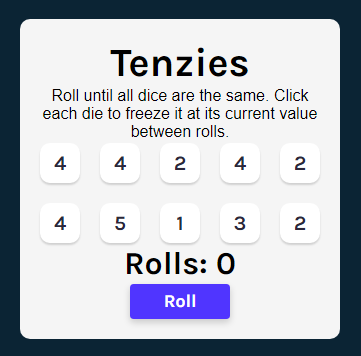 Tenzies
Roll until all dice are the same. Click
each die to freeze it at its current value
between rolls.
4 4 2 4 2
4 5 1 3 2
Rolls: 0
Roll